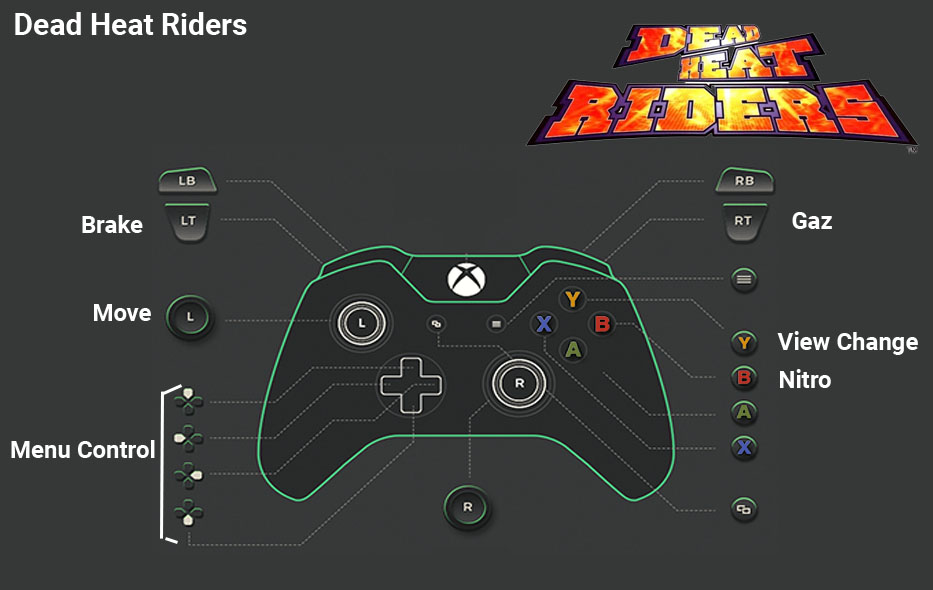 Dead Heat Riders
DEAD
HEAT
RIDERS
LB
RB
Brake
LT
RT
Gaz
Move
L
L
Y
X
B
A
Y
View Change
B
Nitro
R
A
Menu Control
X
R